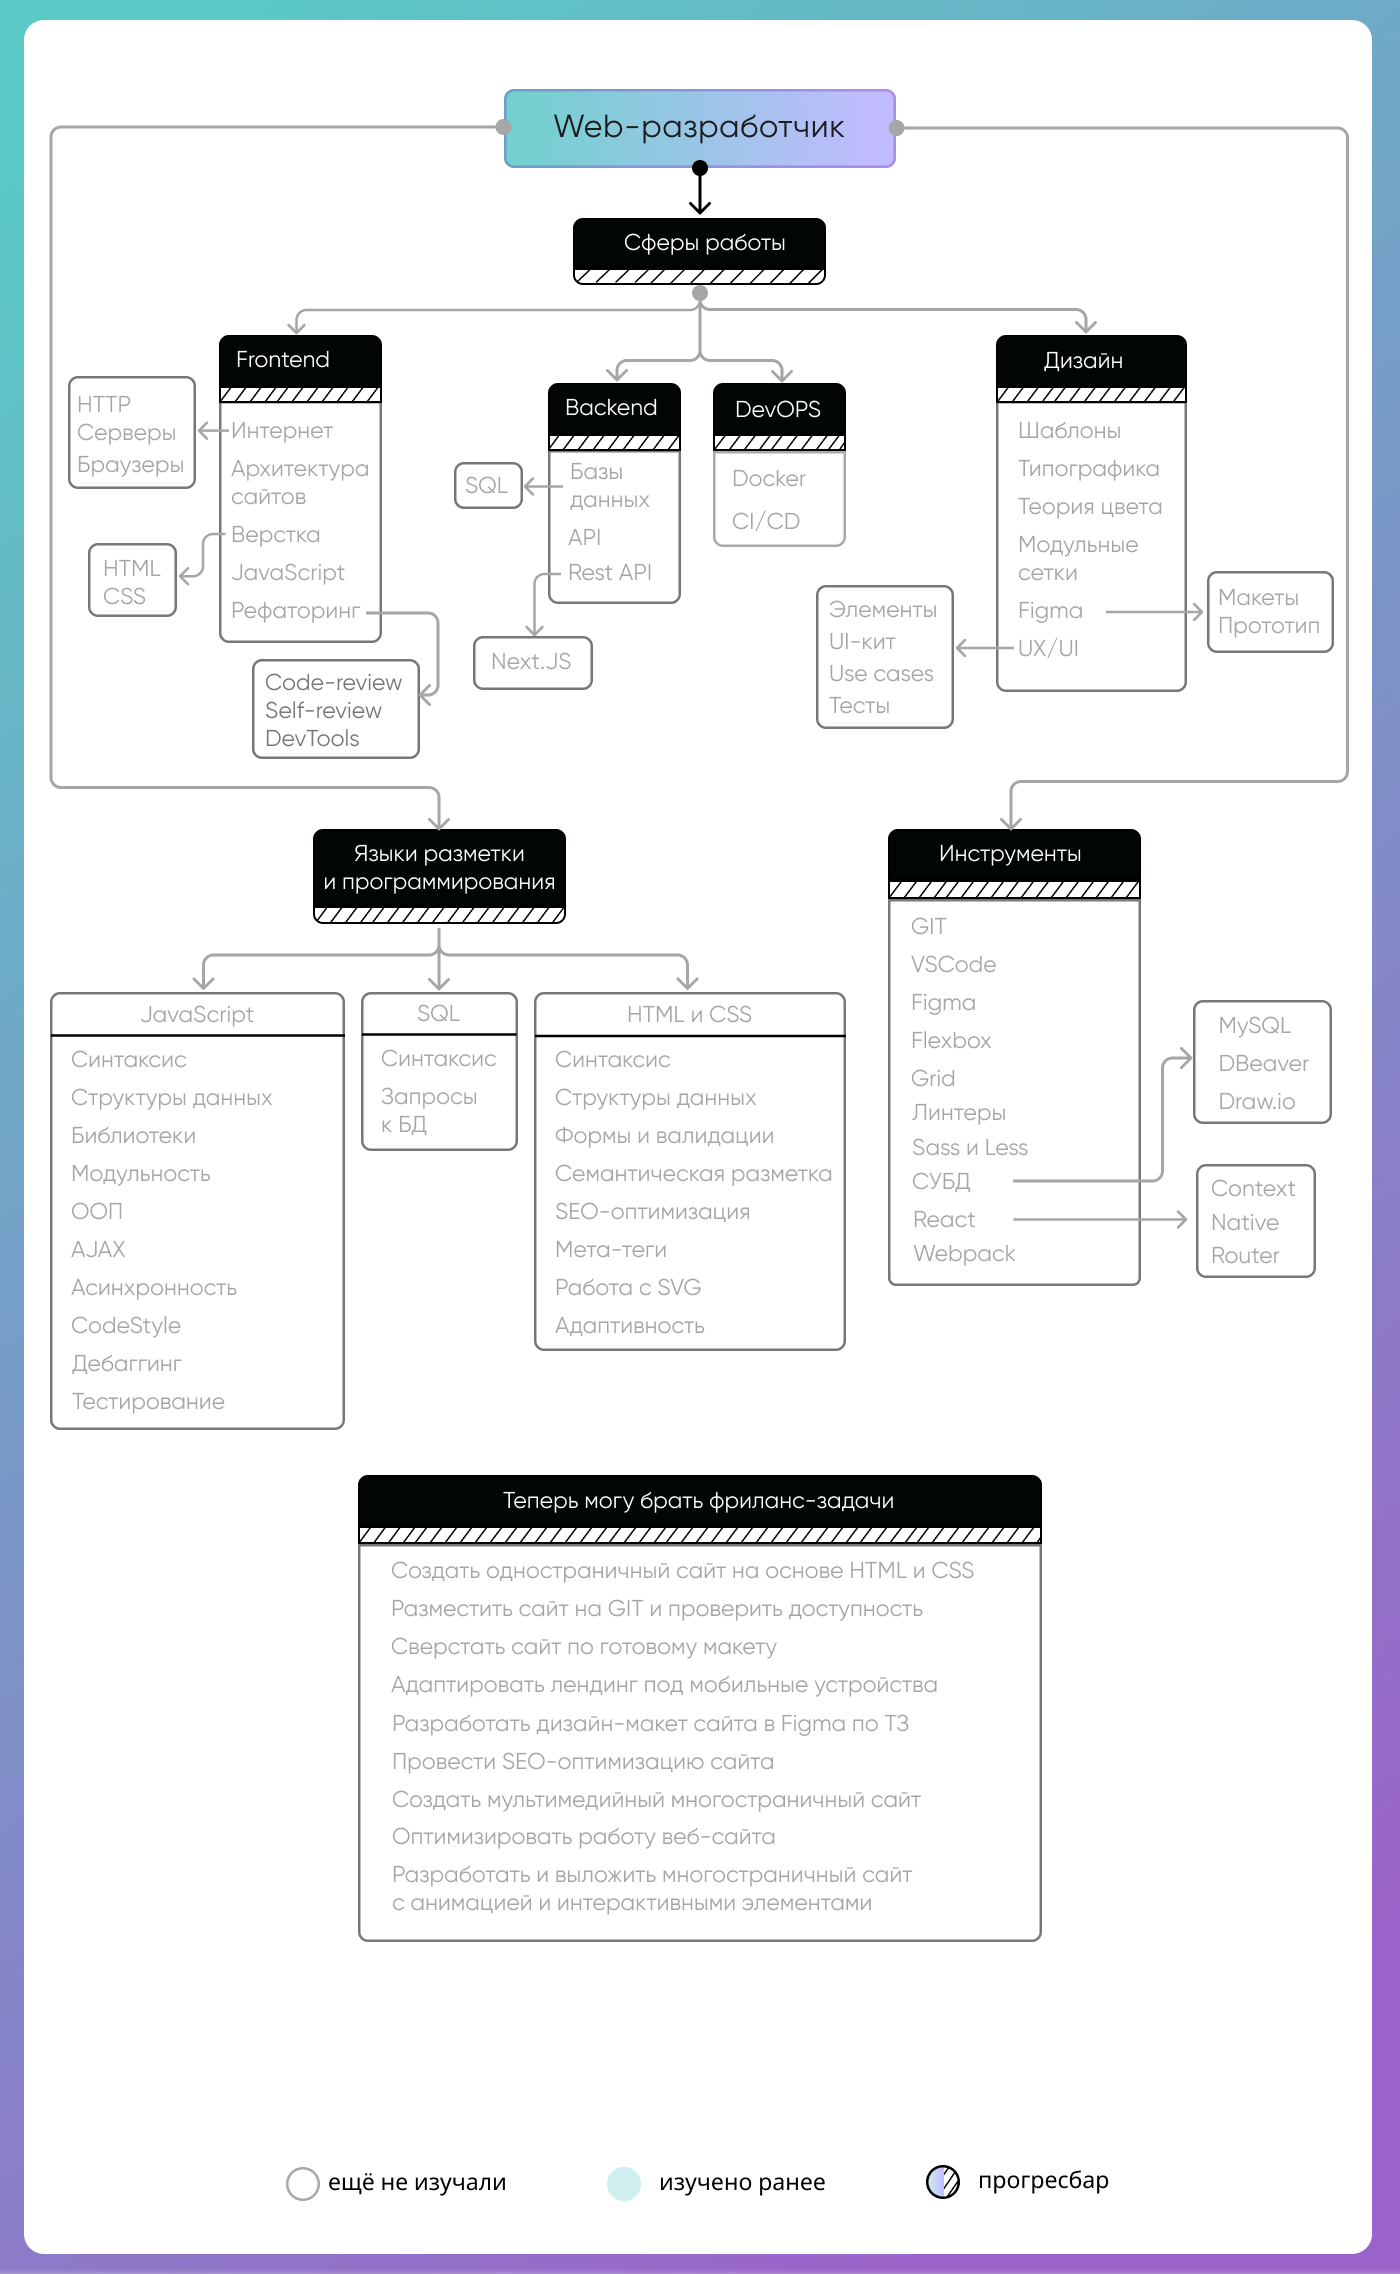 Web-разработчик
Сферы работы
Frontend
Интернет
Архитектура
сайтов
Верстка
JavaScript
Рефаторинг
HTTP
Серверы
Браузеры
HTML
CSS
Code-review
Self-review
DevTools
Backend
Базы
данных
API
Rest API
SQL
Next.JS
DevOPS
Docker
CI/CD
Дизайн
Шаблоны
Типографика
Теория цвета
Модульные
сетки
Figma
UX/UI
Элементы
UI-кит
Use cases
Тесты
Макеты
Прототип
Языки разметки
и программирования
JavaScript
Синтаксис
Структуры данных
Библиотеки
Модульность
ООП
AJAX
Асинхронность
CodeStyle
Дебаггинг
Тестирование
SQL
Синтаксис
Запросы
к БД
HTML и CSS
Синтаксис
Структуры данных
Формы и валидации
Семантическая разметка
SEO-оптимизация
Мета-теги
Работа с SVG
Адаптивность
Инструменты
GIT
VSCode
Figma
Flexbox
Grid
Линтеры
Sass и Less
СУБД
React
Webpack
MySQL
DBeaver
Draw.io
Context
Native
Router
Теперь могу брать фриланс-задачи
Создать одностраничный сайт на основе HTML и CSS
Разместить сайт на GIT и проверить доступность
Сверстать сайт по готовому макету
Адаптировать лендинг под мобильные устройства
Разработать дизайн-макет сайта в Figma по ТЗ
Провести SEO-оптимизацию сайта
Создать мультимедийный многостраничный сайт
Оптимизировать работу веб-сайта
Разработать и выложить многостраничный сайт
с анимацией и интерактивными элементами
ещё не изучали
изучено ранее
прогресбар